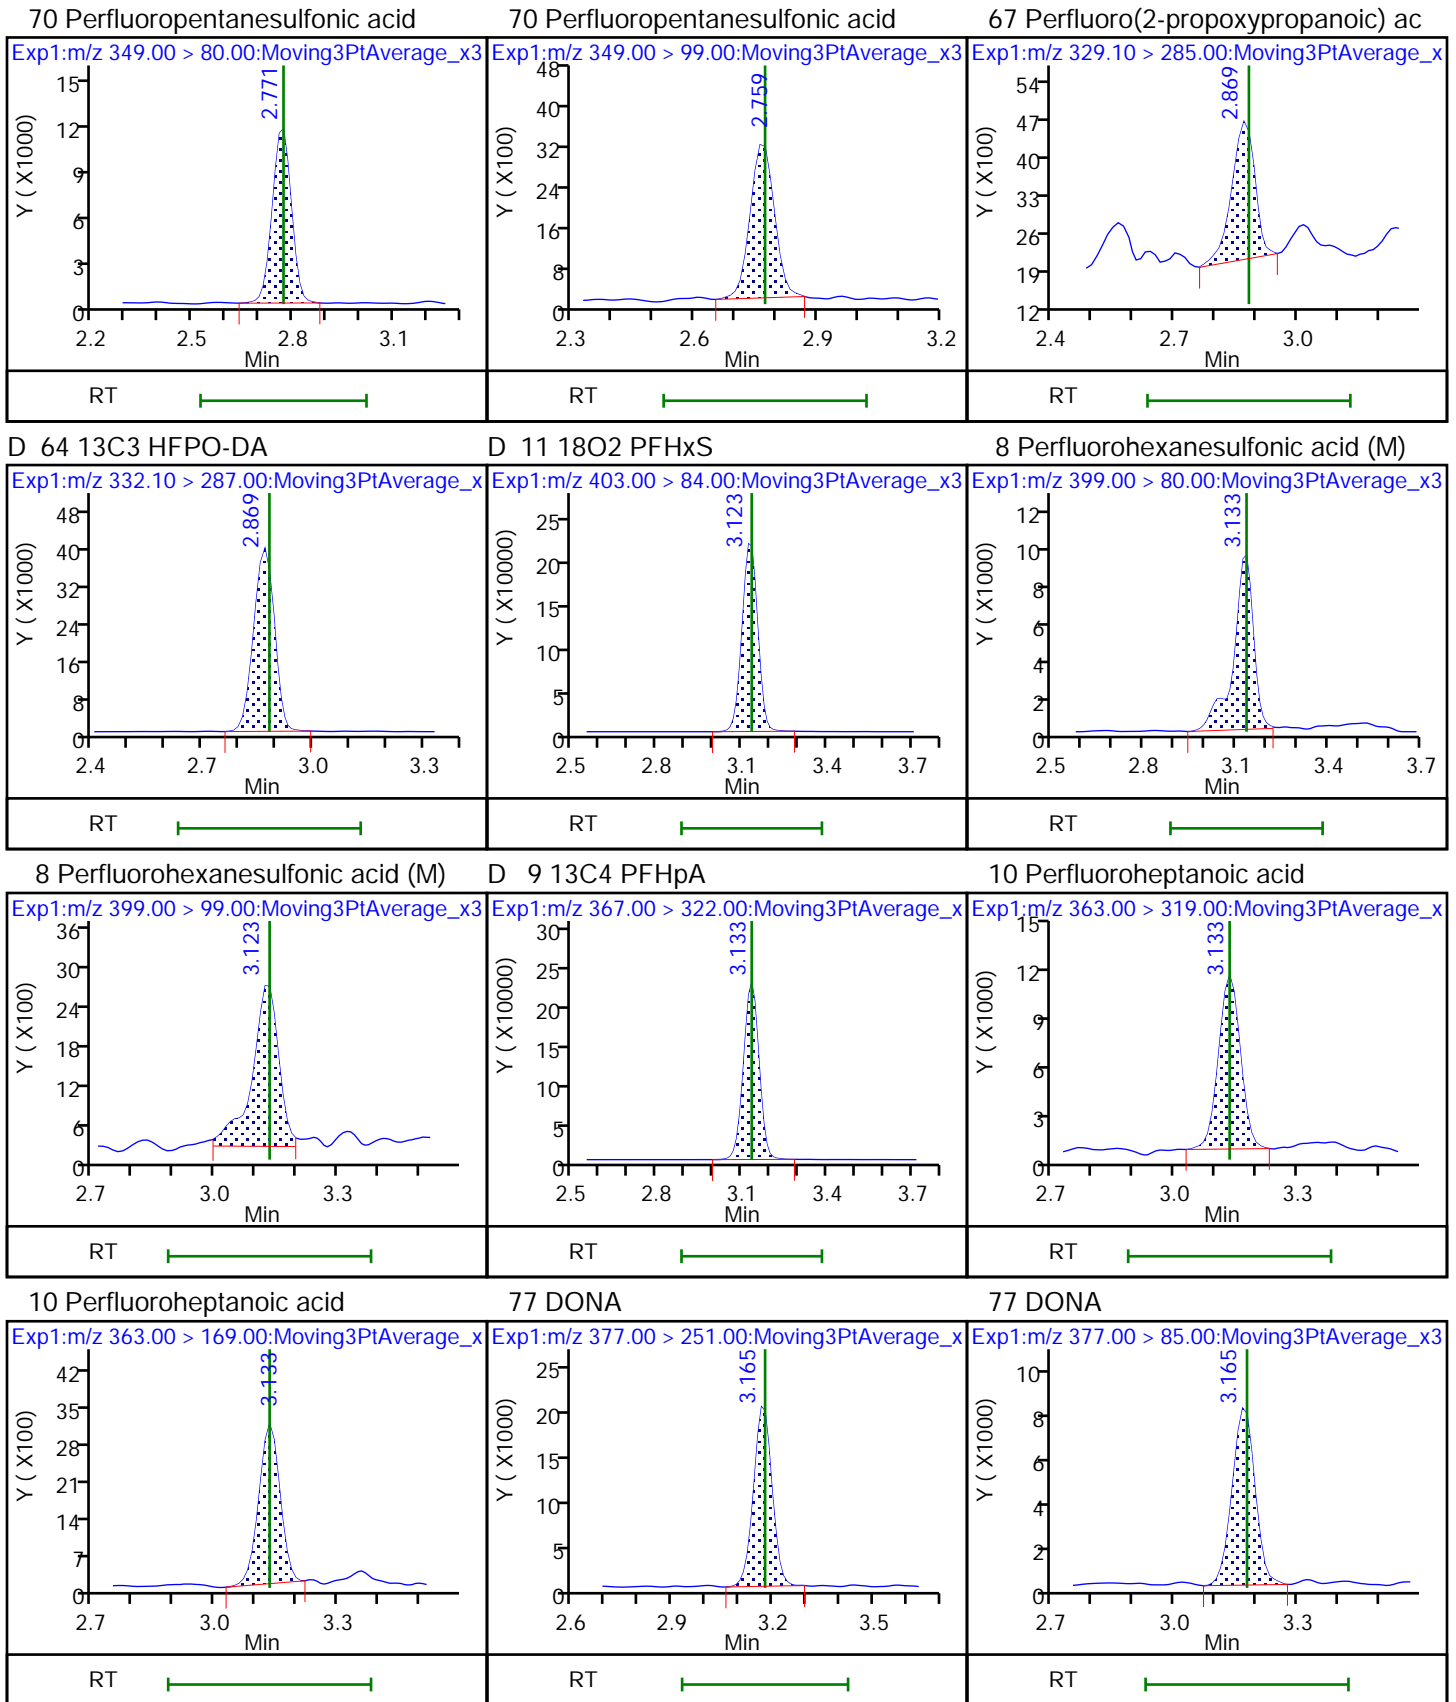 70 Perfluoropentanesulfonic acid
Exp1:m/z 349.00 > 80.00:Moving3PtAverage_x3
2.771
Y ( X1000)
15
12
9
6
3
0
2.2 2.5 2.8 3.1
Min
RT
70 Perfluoropentanesulfonic acid
Exp1:m/z 349.00 > 99.00:Moving3PtAverage_x3
2.759
Y ( X100)
48
40
32
24
16
8
0
2.3 2.6 2.9 3.2
Min
RT
67 Perfluoro(2-propoxypropanoic) ac
Exp1:m/z 329.10 > 285.00:Moving3PtAverage_x
2.869
Y ( X100)
54
47
40
33
26
19
12
2.4 2.7 3.0
Min
RT
D 64 13C3 HFPO-DA
Exp1:m/z 332.10 > 287.00:Moving3PtAverage_x
2.869
Y ( X1000)
48
40
32
24
16
8
0
2.4 2.7 3.0 3.3
Min
RT
D 11 18O2 PFHxS
Exp1:m/z 403.00 > 84.00:Moving3PtAverage_x3
3.123
Y ( X10000)
25
20
15
10
5
0
2.5 2.8 3.1 3.4 3.7
Min
RT
8 Perfluorohexanesulfonic acid (M)
Exp1:m/z 399.00 > 80.00:Moving3PtAverage_x3
3.133
Y ( X1000)
12
10
8
6
4
2
0
2.5 2.8 3.1 3.4 3.7
Min
RT
8 Perfluorohexanesulfonic acid (M)
Exp1:m/z 399.00 > 99.00:Moving3PtAverage_x3
3.123
Y ( X100)
36
30
24
18
12
6
0
2.7 3.0 3.3
Min
RT
D 9 13C4 PFHpA
Exp1:m/z 367.00 > 322.00:Moving3PtAverage_x
3.133
Y ( X10000)
30
25
20
15
10
5
0
2.5 2.8 3.1 3.4 3.7
Min
RT
10 Perfluoroheptanoic acid
Exp1:m/z 363.00 > 319.00:Moving3PtAverage_x
3.133
Y ( X1000)
15
12
9
6
3
0
2.7 3.0 3.3
Min
RT
10 Perfluoroheptanoic acid
Exp1:m/z 363.00 > 169.00:Moving3PtAverage_x
3.133
Y ( X100)
42
35
28
21
14
7
0
2.7 3.0 3.3
Min
RT
77 DONA
Exp1:m/z 377.00 > 251.00:Moving3PtAverage_x
3.165
Y ( X1000)
25
20
15
10
5
0
2.6 2.9 3.2 3.5
Min
RT
77 DONA
Exp1:m/z 377.00 > 85.00:Moving3PtAverage_x3
3.165
Y ( X1000)
10
8
6
4
2
0
2.7 3.0 3.3
Min
RT